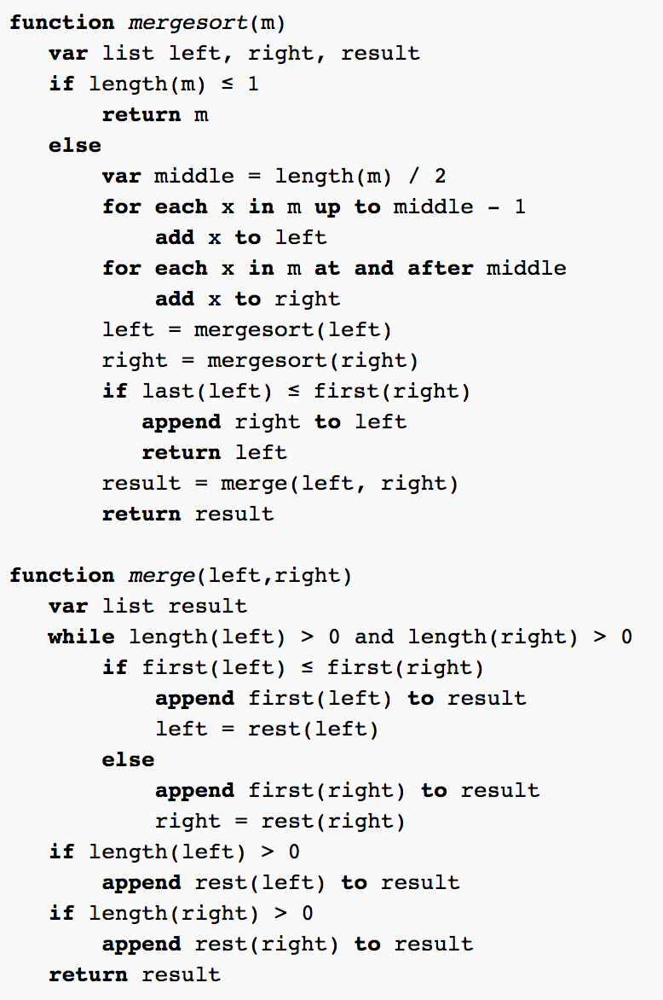 function mergesort(m)
   var list left, right, result
   if length(m) ≤ 1
       return m
   else
       var middle = length(m) / 2
       for each x in m up to middle - 1
           add x to left
       for each x in m at and after middle
           add x to right
       left = mergesort(left)
       right = mergesort(right)
       if last(left) ≤ first(right)
          append right to left
          return left
       result = merge(left, right)
       return result

function merge(left,right)
   var list result
   while length(left) > 0 and length(right) > 0
       if first(left) ≤ first(right)
           append first(left) to result
           left = rest(left)
       else
           append first(right) to result
           right = rest(right)
   if length(left) > 0
       append rest(left) to result
   if length(right) > 0
       append rest(right) to result
   return result